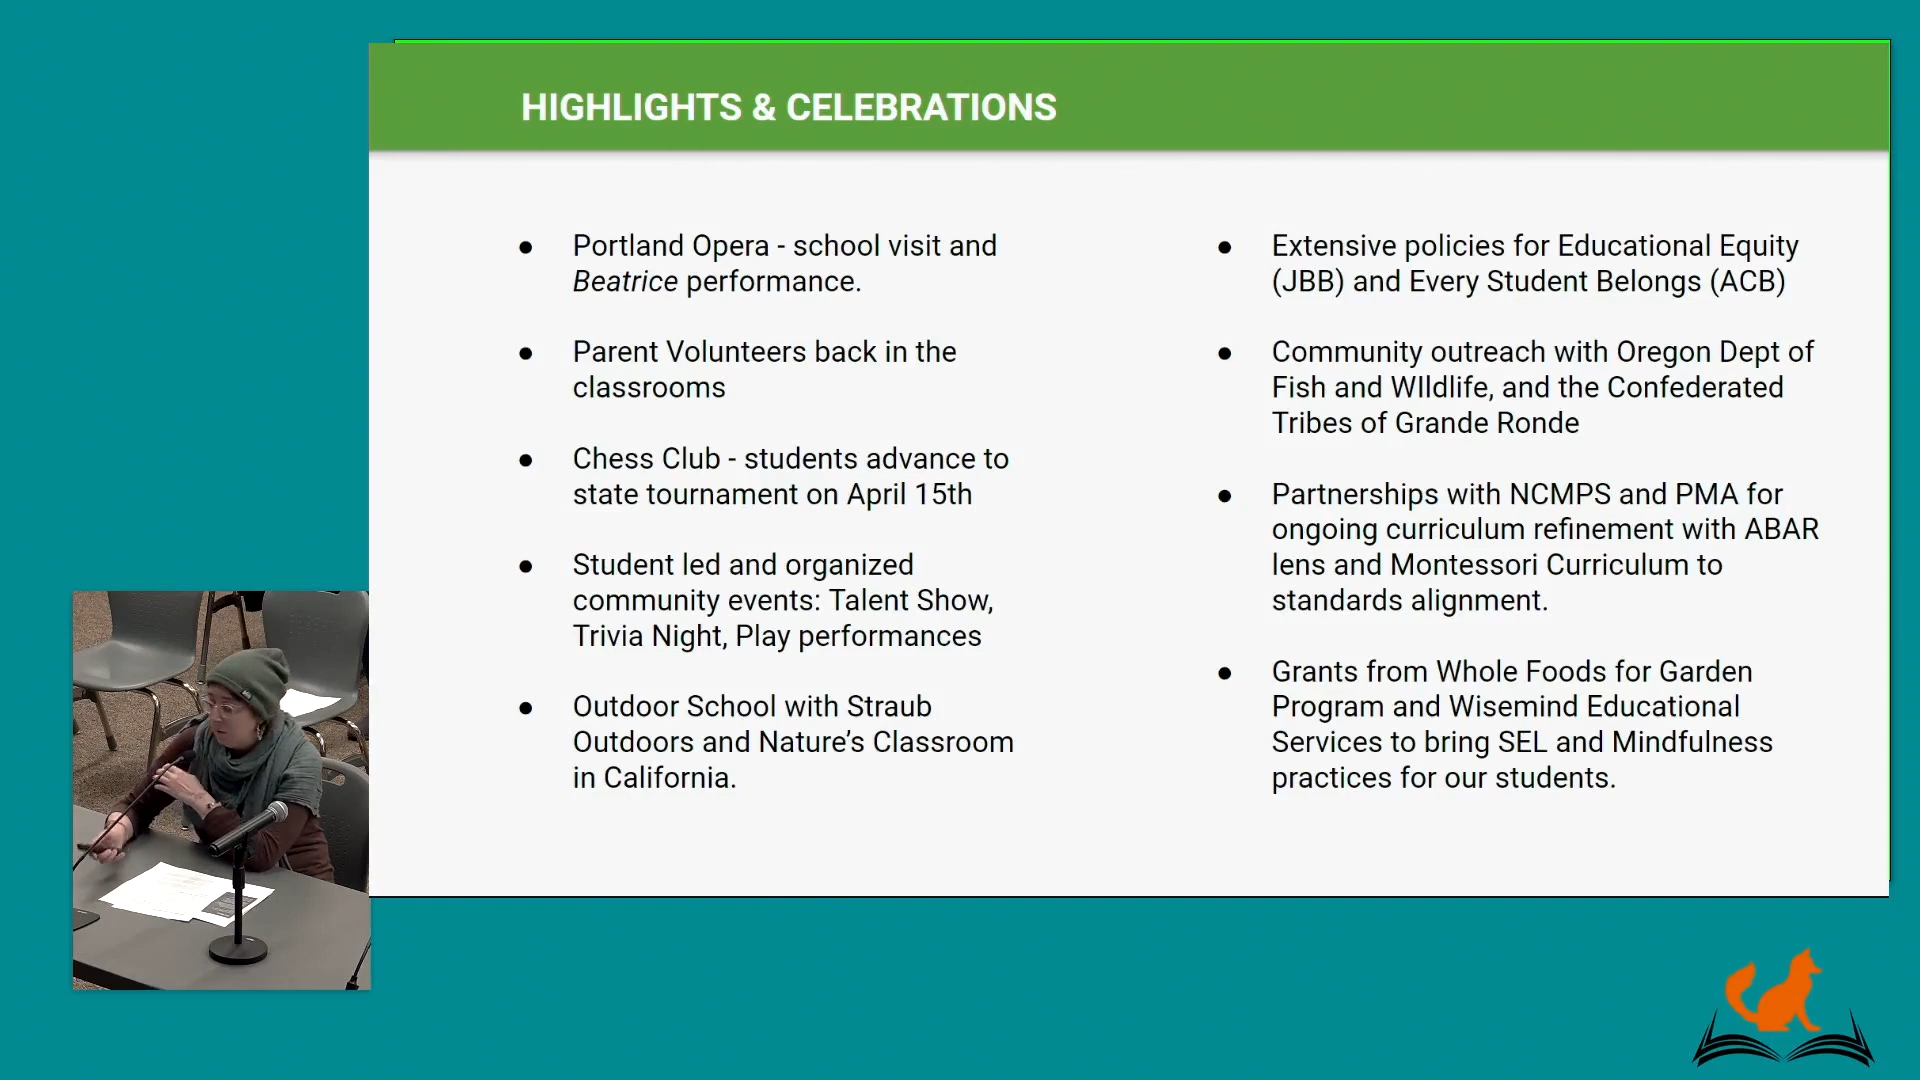 HIGHLIGHTS & CELEBRATIONS
● Portland Opera - school visit and
Beatrice performance.
● Parent Volunteers back in the
classrooms
● Chess Club - students advance to
state tournament on April 15th
● Student led and organized
community events: Talent Show,
Trivia Night, Play performances
● Outdoor School with Straub
Outdoors and Nature’s Classroom
in California.
● Extensive policies for Educational Equity
(JBB) and Every Student Belongs (ACB)
● Community outreach with Oregon Dept of
Fish and WIldlife, and the Confederated
Tribes of Grande Ronde
● Partnerships with NCMPS and PMA for
ongoing curriculum refinement with ABAR
lens and Montessori Curriculum to
standards alignment.
● Grants from Whole Foods for Garden
Program and Wisemind Educational
Services to bring SEL and Mindfulness
practices for our students.